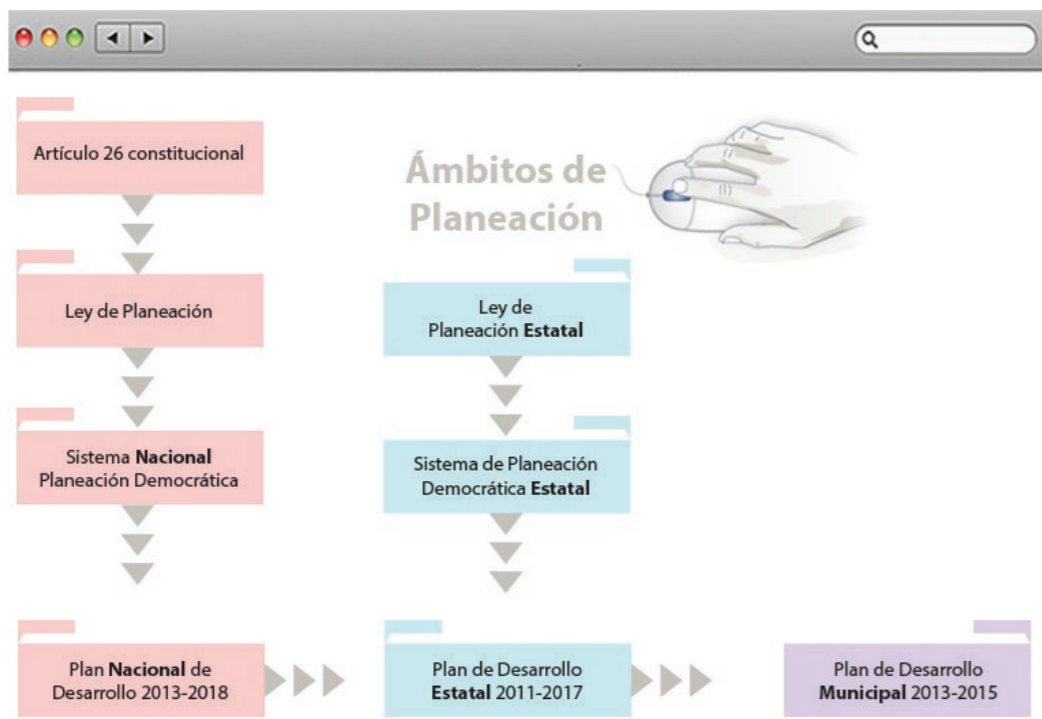 Ámbitos de
Planeación
Artículo 26 constitucional
Ley de Planeación
Sistema Nacional
Planeación Democrática
Plan Nacional de
Desarrollo 2013-2018
Ley de
Planeación Estatal
Sistema de Planeación
Democrática Estatal
Plan de Desarrollo
Estatal 2011-2017
Plan de Desarrollo
Municipal 2013-2015